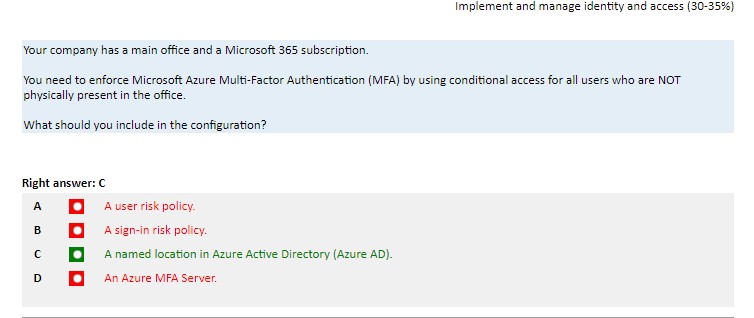 Implement and manage identity and access (30-35%)
Your company has a main office and a Microsoft 365 subscription.
You need to enforce Microsoft Azure Multi-Factor Authentication (MFA) by using conditional access for all users who are NOT
physically present in the office.
What should you include in the configuration?
Right answer: C
A A user risk policy.
B A sign-in risk policy.
C A named location in Azure Active Directory (Azure AD).
D An Azure MFA Server.